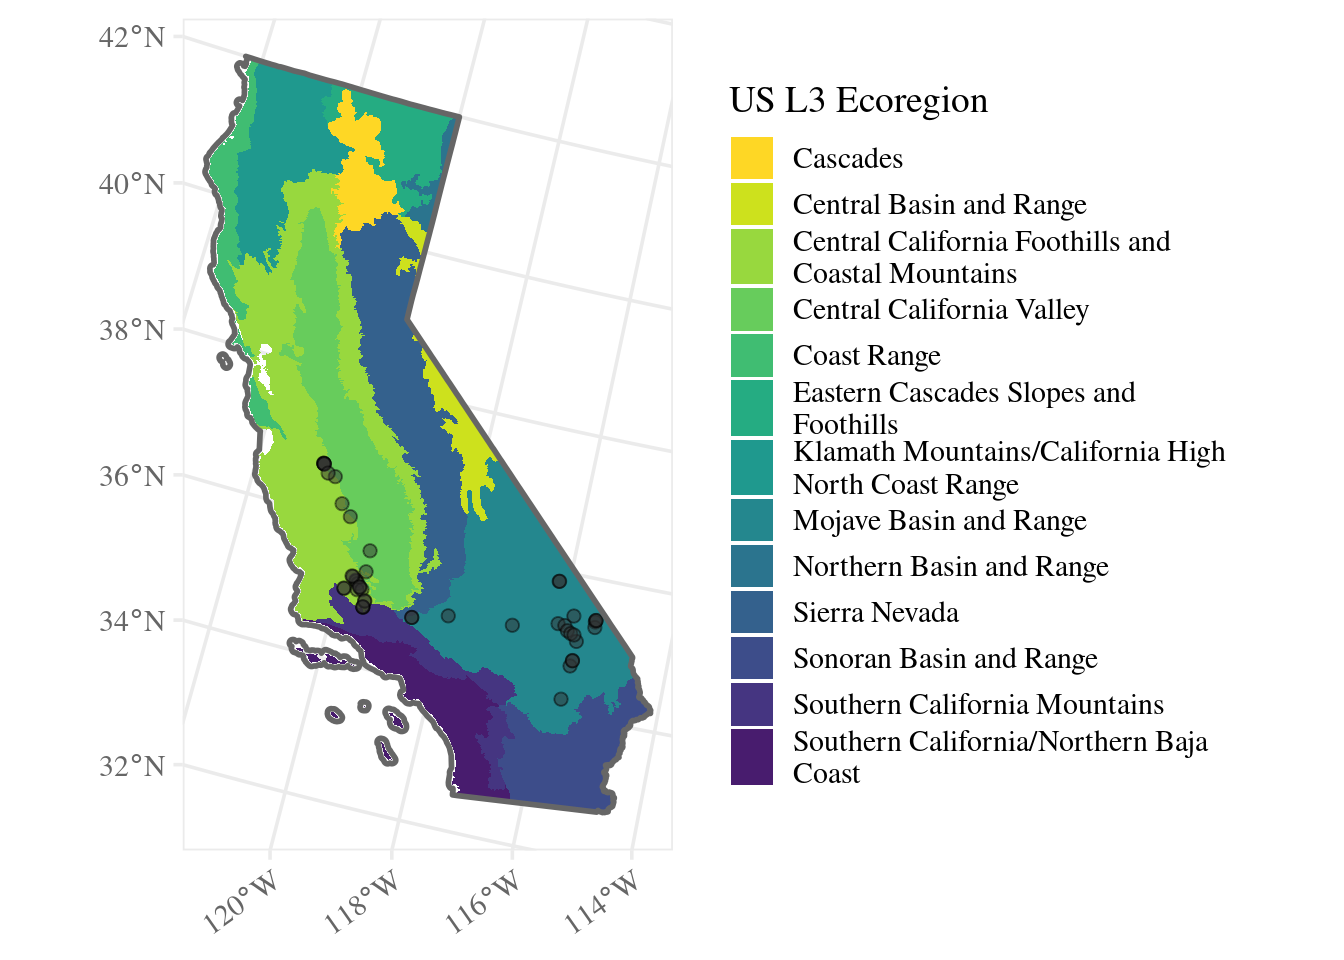 42°N
40°N
38°N
36°N
34°N
32°N
120°W
118°W
116°W
114°W
US L3 Ecoregion
Cascades
Central Basin and Range
Central California Foothills and
Coastal Mountains
Central California Valley
Coast Range
Eastern Cascades Slopes and
Foothills
Klamath Mountains/California High
North Coast Range
Mojave Basin and Range
Northern Basin and Range
Sierra Nevada
Sonoran Basin and Range
Southern California Mountains
Southern California/Northern Baja
Coast